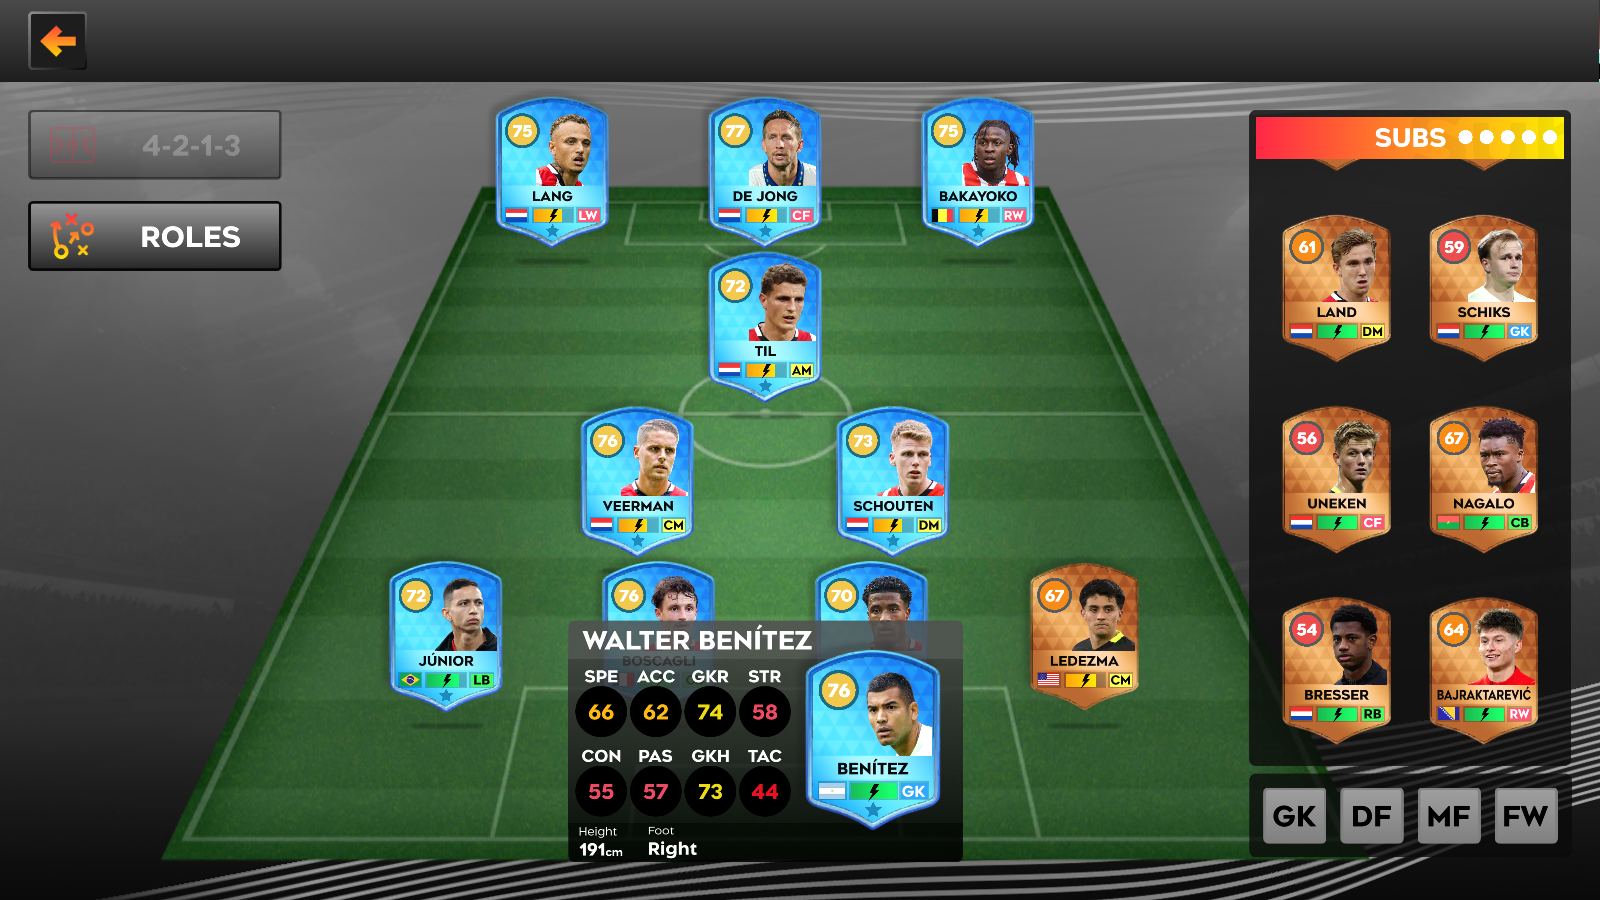 4-2-1-3
ROLES
75
LANG
LW
77
DE JONG
CF
75
BAKAYOKO
RW
72
TIL
AM
76
VEERMAN
CM
73
SCHOUTEN
DM
72
JÚNIOR
LB
76
BOSCAGLI
70
67
LEDEZMA
CM
WALTER BENÍTEZ
SPE ACC GKR STR
66 62 74 58
CON PAS GKH TAC
55 57 73 44
Height Foot
191cm Right
76
BENÍTEZ
GK
SUBS
61
LAND
DM
59
SCHIKS
GK
56
UNEKEN
CF
67
NAGALO
CB
54
BRESSER
RB
64
BAJRAKTAREVIĆ
RW
GK DF MF FW